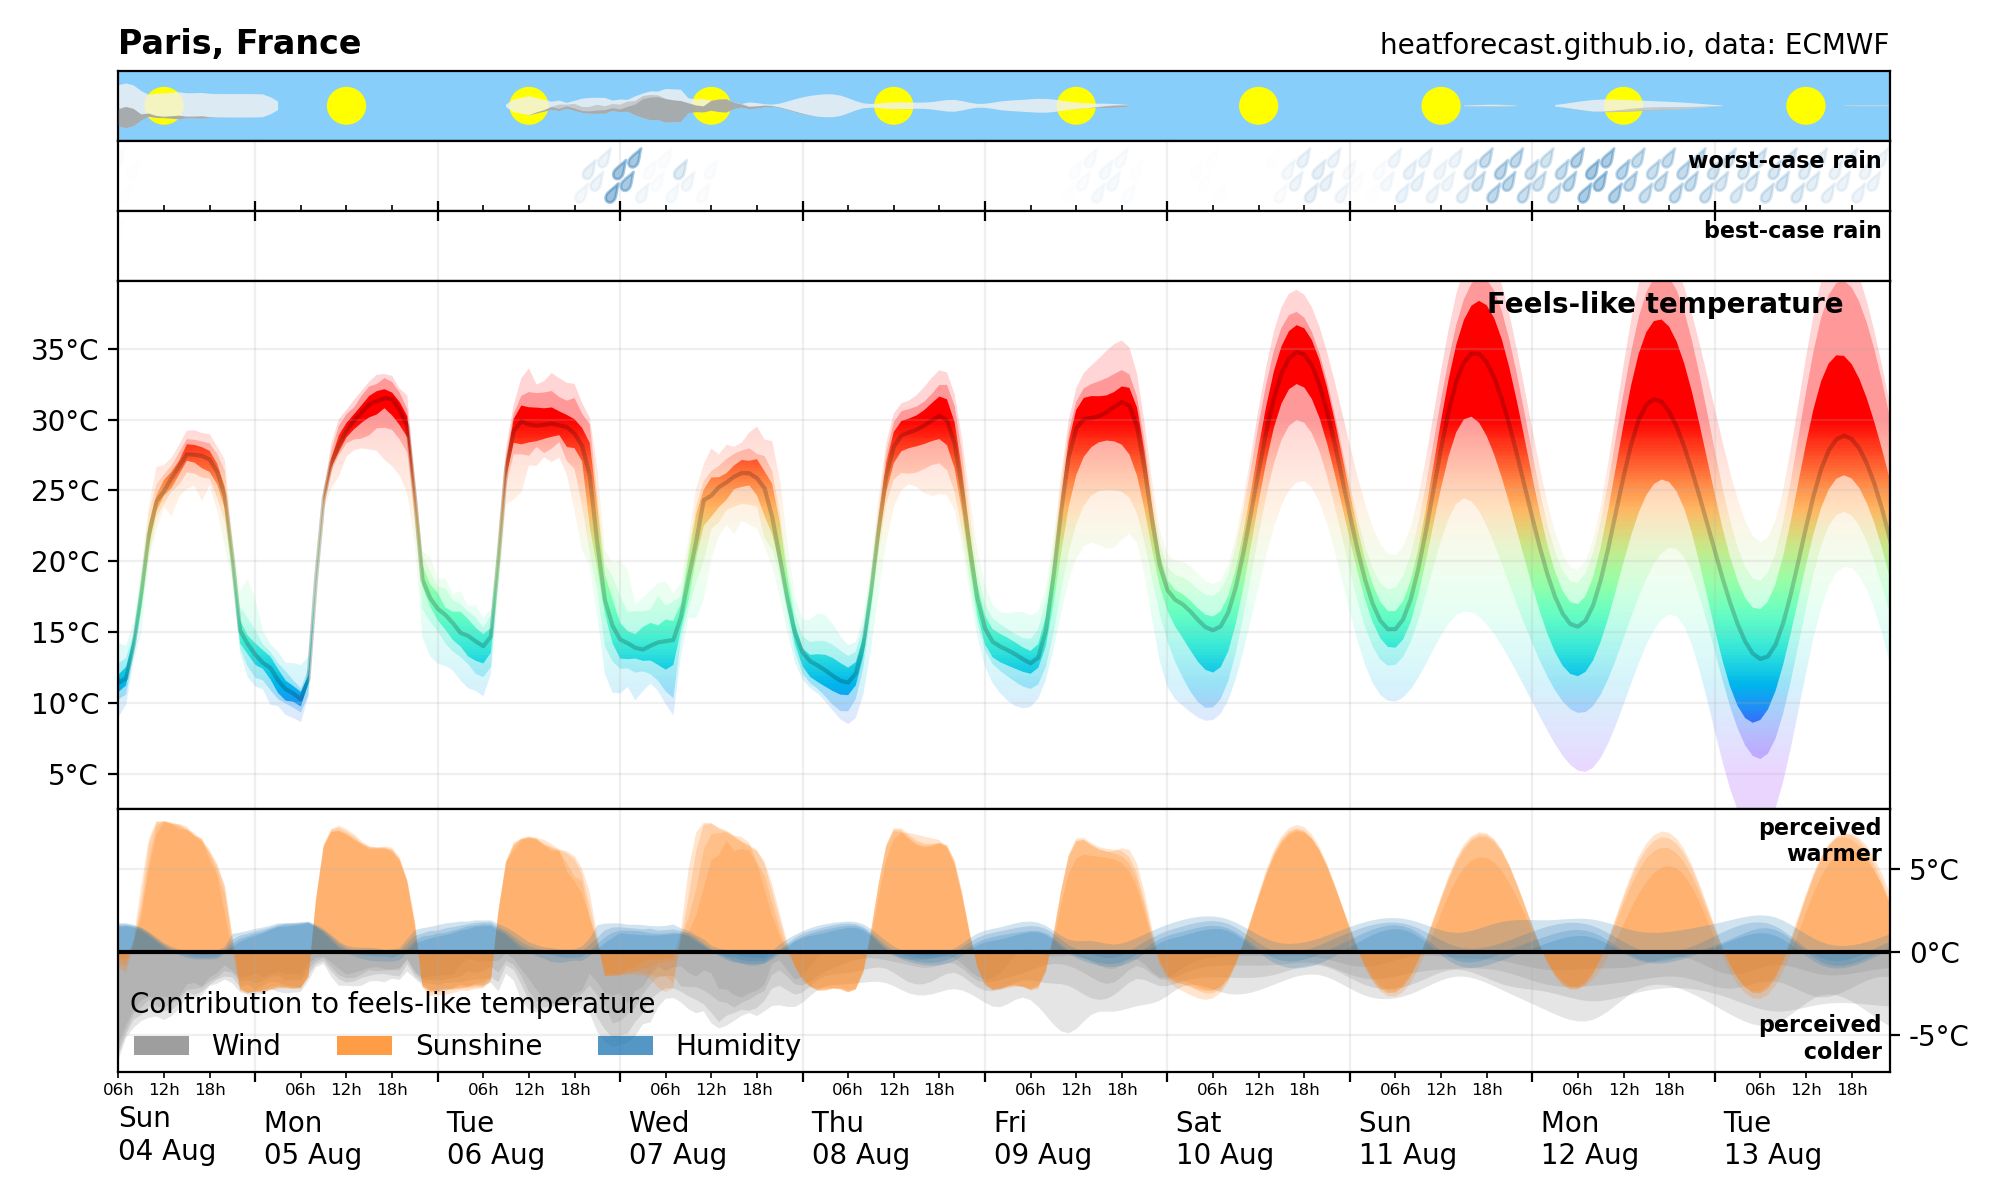 Paris, France
heatforecast.github.io, data: ECMWF
worst-case rain
best-case rain
Feels-like temperature
35°C
30°C
25°C
20°C
15°C
10°C
5°C
perceived
warmer
5°C
0°C
-5°C
perceived
colder
Contribution to feels-like temperature
Wind Sunshine Humidity
06h 12h 18h 06h 12h 18h 06h 12h 18h 06h 12h 18h 06h 12h 18h 06h 12h 18h 06h 12h 18h 06h 12h 18h 06h 12h 18h 06h 12h 18h
Sun Mon Tue Wed Thu Fri Sat Sun Mon Tue
04 Aug 05 Aug 06 Aug 07 Aug 08 Aug 09 Aug 10 Aug 11 Aug 12 Aug 13 Aug